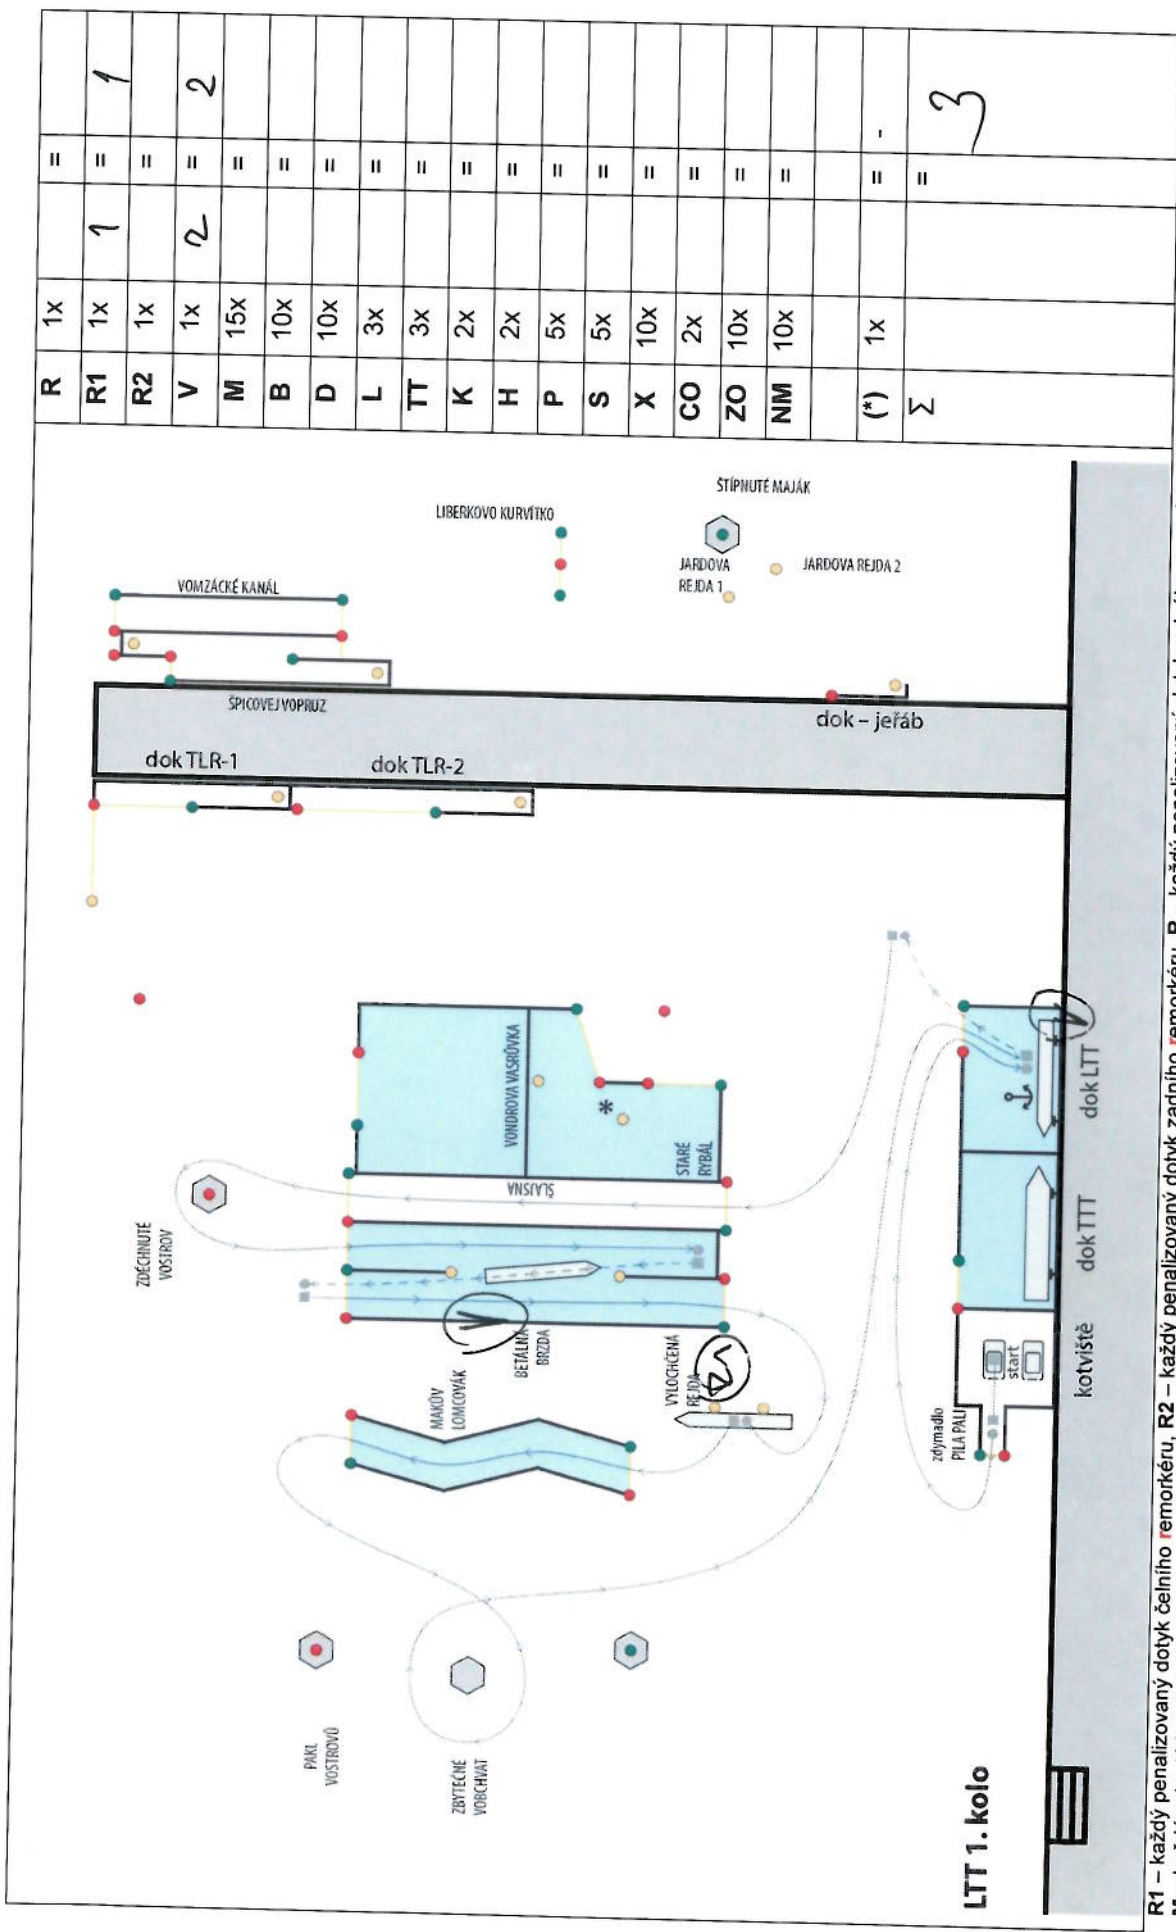 R 1x =
R1 1x 1 = 1
R2 1x =
V 1x 2 = 2
M 15x =
B 10x =
D 10x =
L 3x =
TT 3x =
K 2x =
H 2x =
P 5x =
S 5x =
X 10x =
CO 2x =
ZO 10x =
NM 10x =
(*) 1x = -
Σ = 3
VOMZÁCKÉ KANÁL
LIBERKOVO KURVÍTKO
ŠTÍPNUTÉ MAJÁK
JARDOVA
REJDA 1
JARDOVA REJDA 2
ŠPICOVEJ VOPRUZ
dok TLR-1
dok TLR-2
dok – jeřáb
ZDĚCHNUTÉ
VOSTROV
VONDROVA VASRŮVKA
*
STARÉ
RYBÁL
ŠLAJSNA
BETÁLNÁ
BRZDA
V
MAKŮV
LOMCOVÁK
VYLOCHČENÁ
REJDA
PAKL
VOSTROVŮ
ZBYTEČNÉ
VOBCHVAT
zdymadlo
PILA PALI
start
kotviště
dok TTT
dok LTT
V
LTT 1. kolo
R1 – každý penalizovaný dotyk čelního remorkéru, R2 – každý penalizovaný dotyk zadního remorkéru,